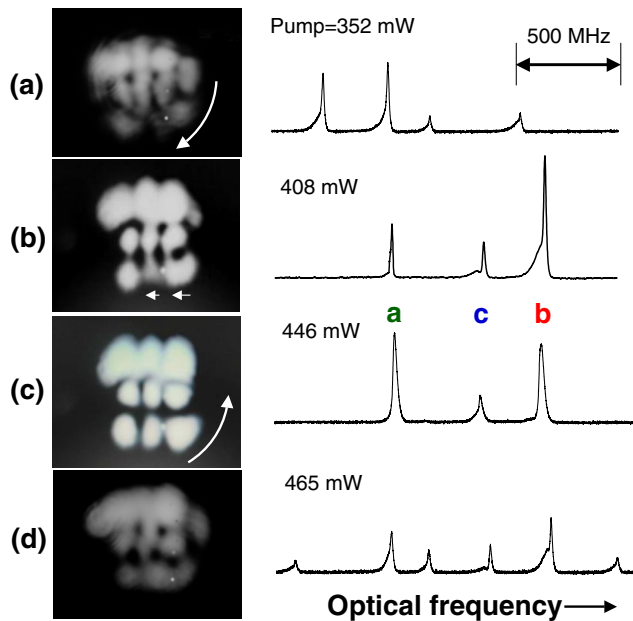 (a)
Pump=352 mW
500 MHz
(b)
408 mW
(c)
446 mW
a
c
b
(d)
465 mW
Optical frequency